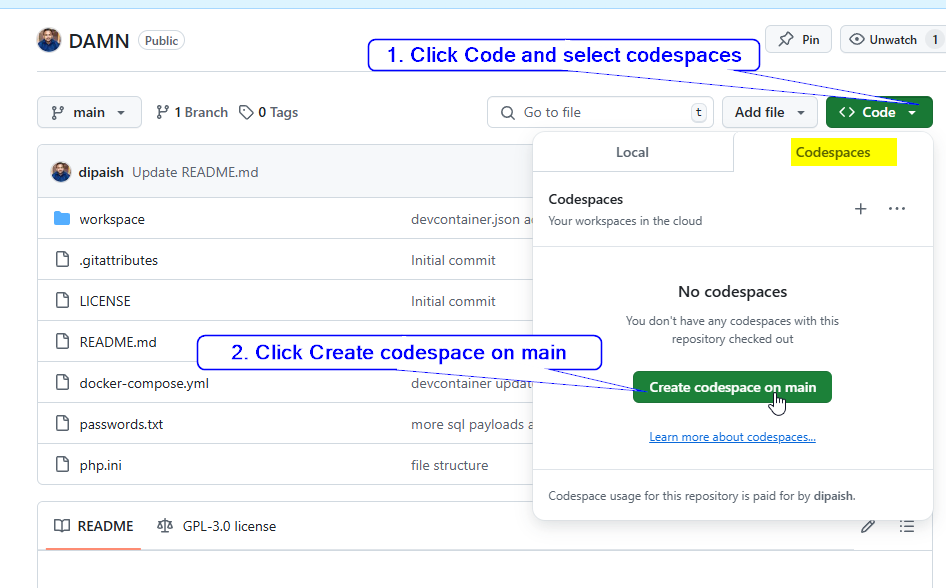 DAMN Public
Pin
Unwatch 1
1. Click Code and select codespaces
main
1 Branch
0 Tags
Go to file t
Add file
<> Code
Local
Codespaces
dipaish Update README.md
Codespaces
Your workspaces in the cloud
workspace devcontainer.json a
.gitattributes Initial commit
LICENSE Initial commit
README.md
docker-compose.yml devcontainer updat
passwords.txt more sql payloads a
php.ini file structure
No codespaces
You don't have any codespaces with this
repository checked out
2. Click Create codespace on main
Create codespace on main
Learn more about codespaces...
Codespace usage for this repository is paid for by dipaish.
README
GPL-3.0 license